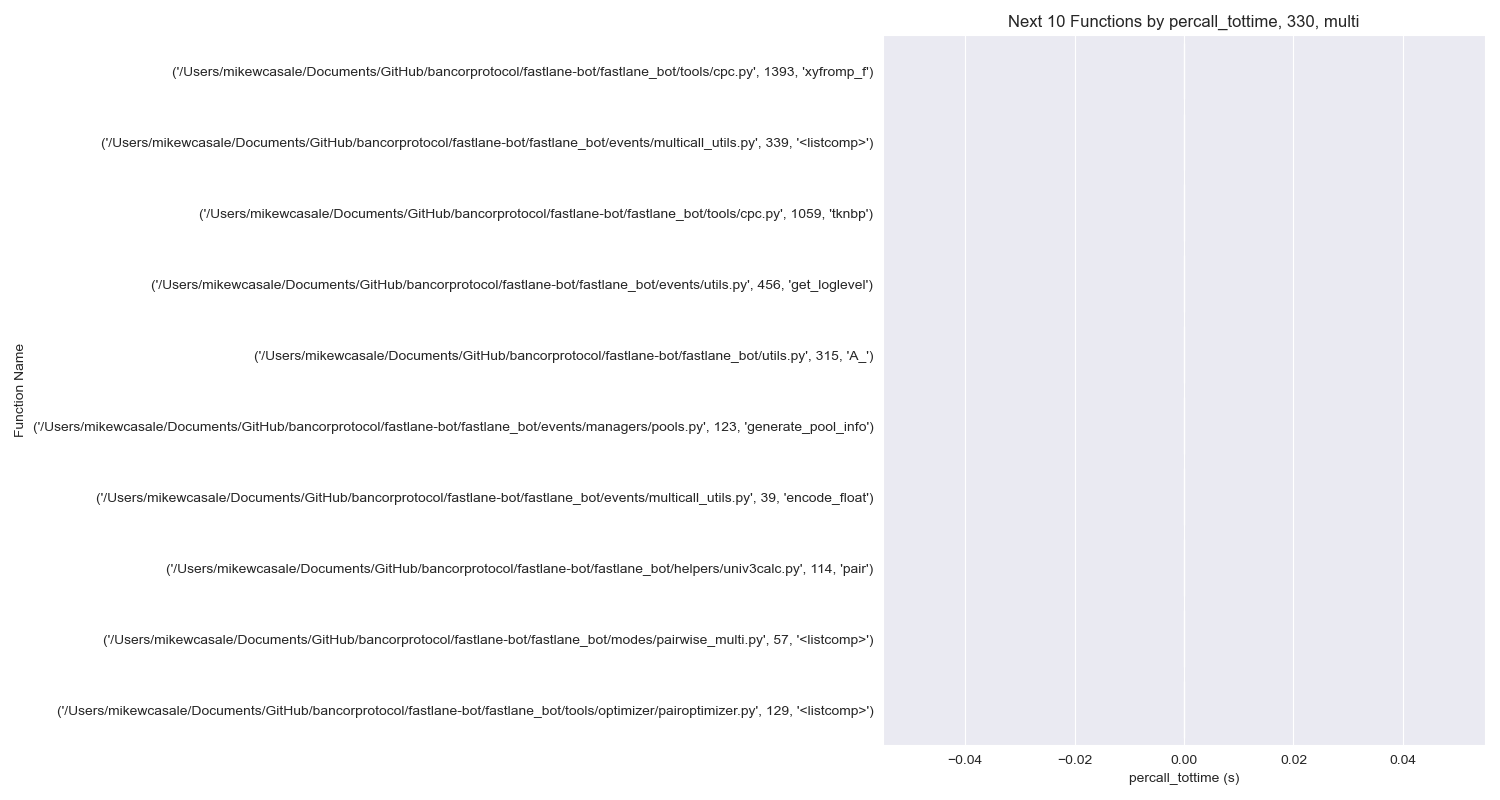 Next 10 Functions by percall_tottime, 330, multi
('/Users/mikewcasale/Documents/GitHub/bancorprotocol/fastlane-bot/fastlane_bot/tools/cpc.py', 1393, 'xyfromp_f')
('/Users/mikewcasale/Documents/GitHub/bancorprotocol/fastlane-bot/fastlane_bot/events/multicall_utils.py', 339, '<listcomp>')
('/Users/mikewcasale/Documents/GitHub/bancorprotocol/fastlane-bot/fastlane_bot/tools/cpc.py', 1059, 'tknbp')
('/Users/mikewcasale/Documents/GitHub/bancorprotocol/fastlane-bot/fastlane_bot/events/utils.py', 456, 'get_loglevel')
('/Users/mikewcasale/Documents/GitHub/bancorprotocol/fastlane-bot/fastlane_bot/utils.py', 315, 'A_')
('/Users/mikewcasale/Documents/GitHub/bancorprotocol/fastlane-bot/fastlane_bot/events/managers/pools.py', 123, 'generate_pool_info')
('/Users/mikewcasale/Documents/GitHub/bancorprotocol/fastlane-bot/fastlane_bot/events/multicall_utils.py', 39, 'encode_float')
('/Users/mikewcasale/Documents/GitHub/bancorprotocol/fastlane-bot/fastlane_bot/helpers/univ3calc.py', 114, 'pair')
('/Users/mikewcasale/Documents/GitHub/bancorprotocol/fastlane-bot/fastlane_bot/modes/pairwise_multi.py', 57, '<listcomp>')
('/Users/mikewcasale/Documents/GitHub/bancorprotocol/fastlane-bot/fastlane_bot/tools/optimizer/pairoptimizer.py', 129, '<listcomp>')
Function Name
−0.04 −0.02 0.00 0.02 0.04
percall_tottime (s)